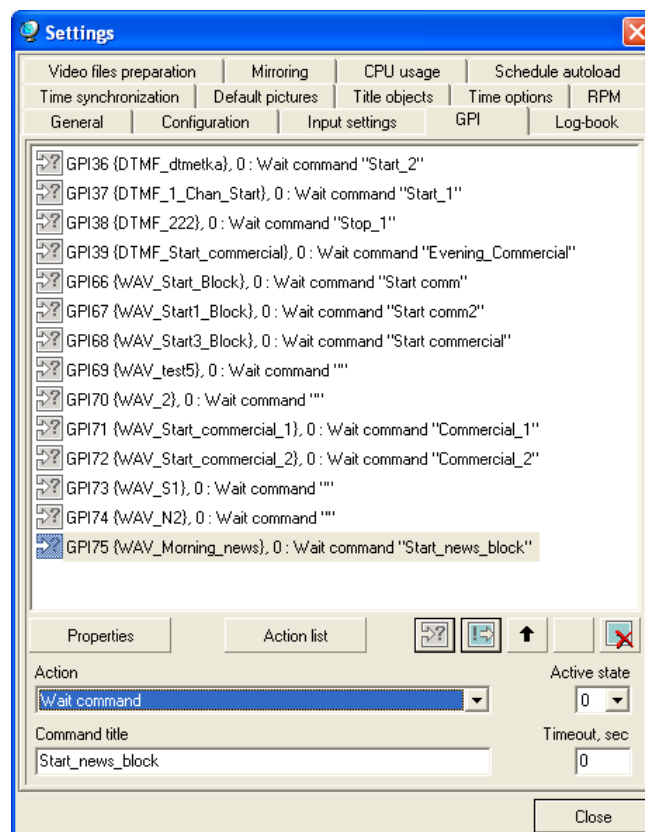 Settings
Video files preparation Mirroring CPU usage Schedule autoload
Time synchronization Default pictures Title objects Time options RPM
General Configuration Input settings GPI Log-book
GPI36 {DTMF_dtmetka}, 0 : Wait command "Start_2"
GPI37 {DTMF_1_Chan_Start}, 0 : Wait command "Start_1"
GPI38 {DTMF_222}, 0 : Wait command "Stop_1"
GPI39 {DTMF_Start_commercial}, 0 : Wait command "Evening_Commercial"
GPI66 {WAV_Start_Block}, 0 : Wait command "Start comm"
GPI67 {WAV_Start1_Block}, 0 : Wait command "Start comm2"
GPI68 {WAV_Start3_Block}, 0 : Wait command "Start commercial"
GPI69 {WAV_test5}, 0 : Wait command ""
GPI70 {WAV_2}, 0 : Wait command ""
GPI71 {WAV_Start_commercial_1}, 0 : Wait command "Commercial_1"
GPI72 {WAV_Start_commercial_2}, 0 : Wait command "Commercial_2"
GPI73 {WAV_S1}, 0 : Wait command ""
GPI74 {WAV_N2}, 0 : Wait command ""
GPI75 {WAV_Morning_news}, 0 : Wait command "Start_news_block"
Properties Action list
Action Active state
Wait command 0
Command title Timeout, sec
Start_news_block 0
Close